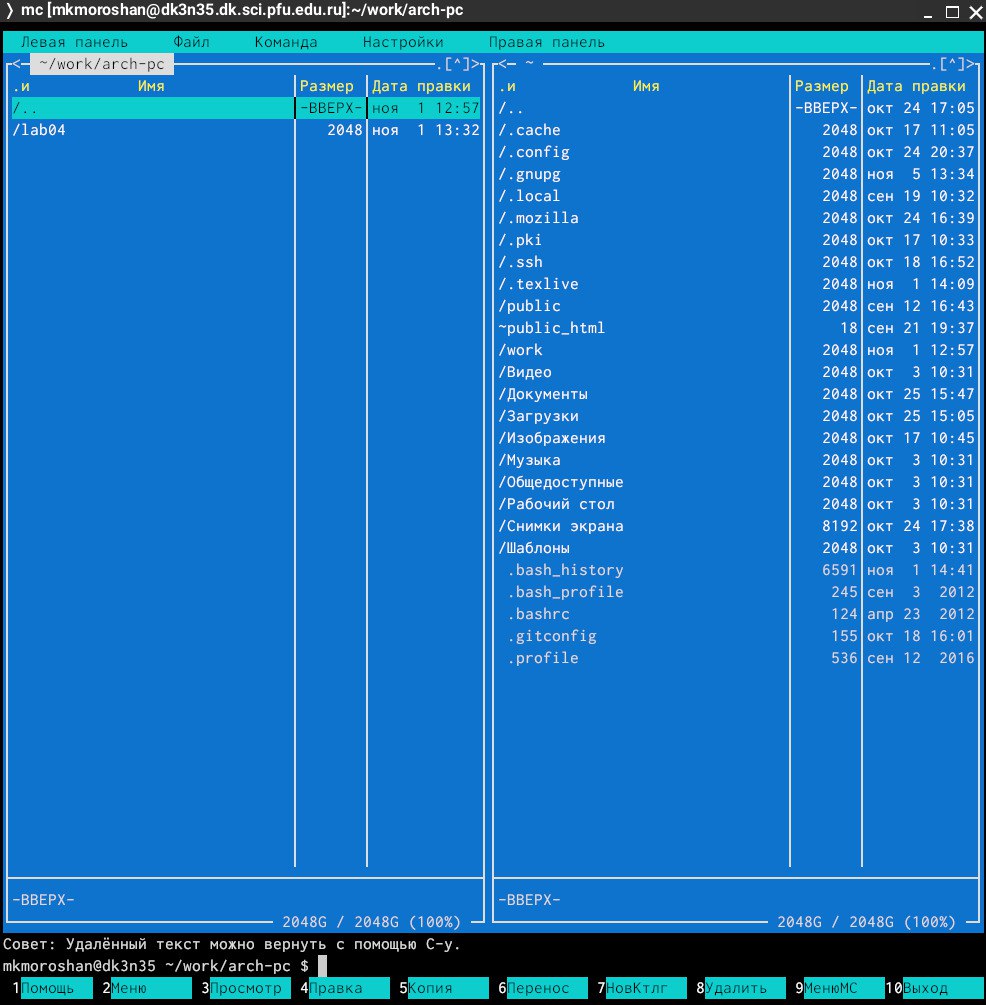 mc [mkmoroshan@dk3n35.dk.sci.pfu.edu.ru]:~/work/arch-pc
Левая панель Файл Команда Настройки Правая панель
<─ ~/work/arch-pc .[^]>
.и Имя Размер Дата правки
/.. -ВВЕРХ- ноя 1 12:57
/lab04 2048 ноя 1 13:32
-ВВЕРХ-
2048G / 2048G (100%)
<─ ~ .[^]>
.и Имя Размер Дата правки
/.. -ВВЕРХ- окт 24 17:05
/.cache 2048 окт 17 11:05
/.config 2048 окт 24 20:37
/.gnupg 2048 ноя 5 13:34
/.local 2048 сен 19 10:32
/.mozilla 2048 окт 24 16:39
/.pki 2048 окт 17 10:33
/.ssh 2048 окт 18 16:52
/.texlive 2048 ноя 1 14:09
/public 2048 сен 12 16:43
~public_html 18 сен 21 19:37
/work 2048 ноя 1 12:57
/Видео 2048 окт 3 10:31
/Документы 2048 окт 25 15:47
/Загрузки 2048 окт 25 15:05
/Изображения 2048 окт 17 10:45
/Музыка 2048 окт 3 10:31
/Общедоступные 2048 окт 3 10:31
/Рабочий стол 2048 окт 3 10:31
/Снимки экрана 8192 окт 24 17:38
/Шаблоны 2048 окт 3 10:31
.bash_history 6591 ноя 1 14:41
.bash_profile 245 сен 3 2012
.bashrc 124 апр 23 2012
.gitconfig 155 окт 18 16:01
.profile 536 сен 12 2016
-ВВЕРХ-
2048G / 2048G (100%)
Совет: Удалённый текст можно вернуть с помощью C-y.
mkmoroshan@dk3n35 ~/work/arch-pc $
1Помощь 2Меню 3Просмотр 4Правка 5Копия 6Перенос 7НовКтлг 8Удалить 9МенюMC 10Выход